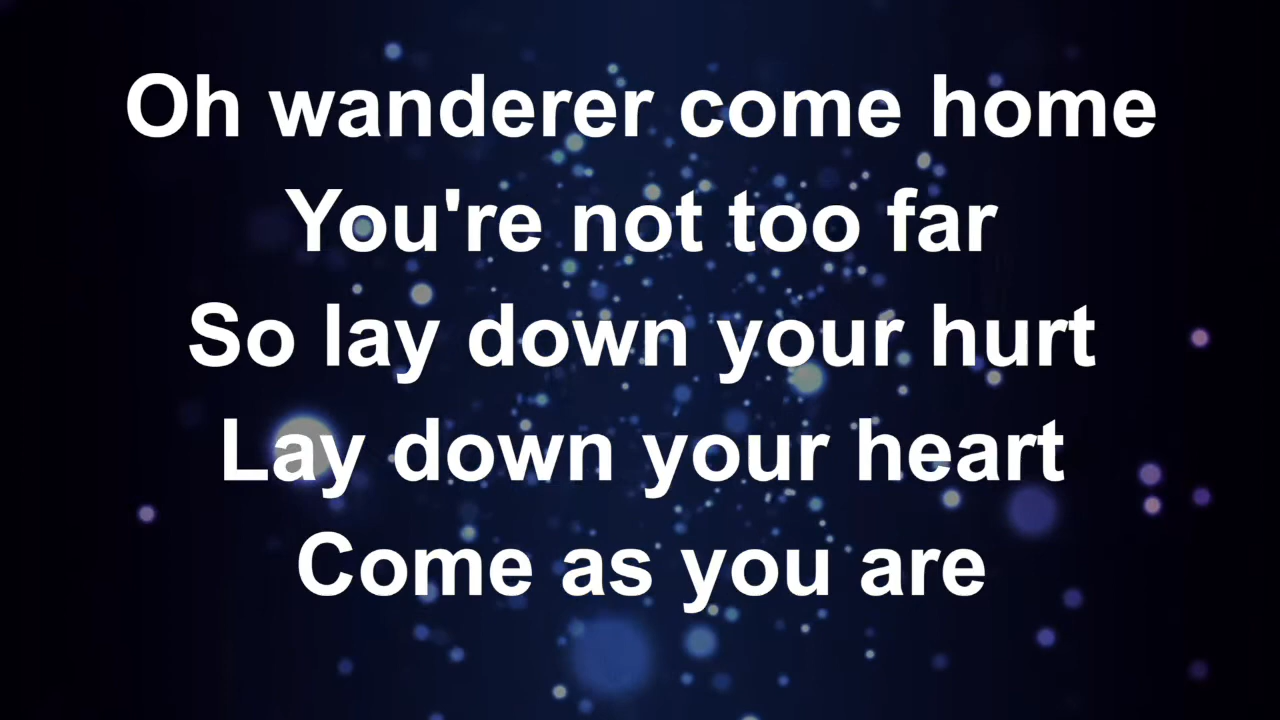 Oh wanderer come home
You're not too far
So lay down your hurt
Lay down your heart
Come as you are